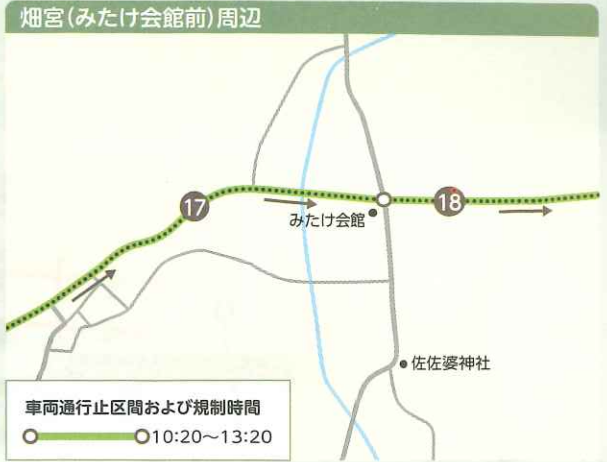 畑宮(みたけ会館前)周辺
17
18
みたけ会館
佐佐婆神社
車両通行止区間および規制時間
10:20〜13:20